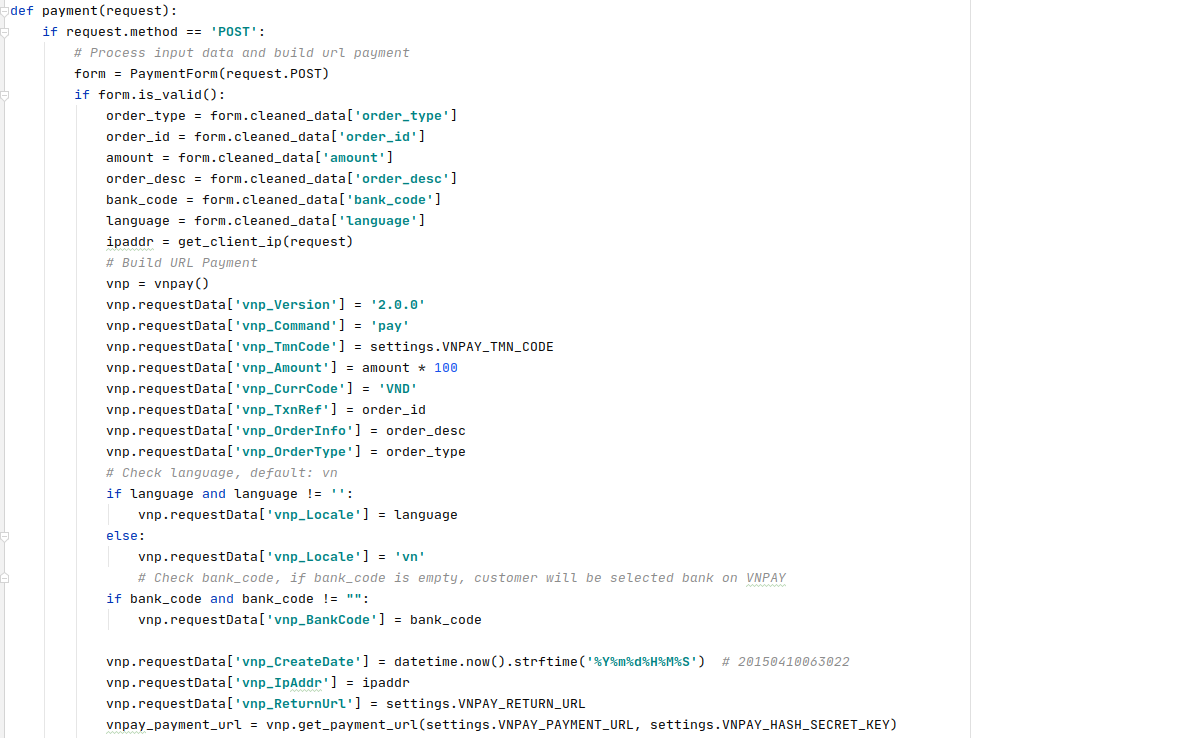 def payment(request):
    if request.method == 'POST':
        # Process input data and build url payment
        form = PaymentForm(request.POST)
        if form.is_valid():
            order_type = form.cleaned_data['order_type']
            order_id = form.cleaned_data['order_id']
            amount = form.cleaned_data['amount']
            order_desc = form.cleaned_data['order_desc']
            bank_code = form.cleaned_data['bank_code']
            language = form.cleaned_data['language']
            ipaddr = get_client_ip(request)
            # Build URL Payment
            vnp = vnpay()
            vnp.requestData['vnp_Version'] = '2.0.0'
            vnp.requestData['vnp_Command'] = 'pay'
            vnp.requestData['vnp_TmnCode'] = settings.VNPAY_TMN_CODE
            vnp.requestData['vnp_Amount'] = amount * 100
            vnp.requestData['vnp_CurrCode'] = 'VND'
            vnp.requestData['vnp_TxnRef'] = order_id
            vnp.requestData['vnp_OrderInfo'] = order_desc
            vnp.requestData['vnp_OrderType'] = order_type
            # Check language, default: vn
            if language and language != '':
                vnp.requestData['vnp_Locale'] = language
            else:
                vnp.requestData['vnp_Locale'] = 'vn'
                # Check bank_code, if bank_code is empty, customer will be selected bank on VNPAY
            if bank_code and bank_code != "":
                vnp.requestData['vnp_BankCode'] = bank_code

            vnp.requestData['vnp_CreateDate'] = datetime.now().strftime('%Y%m%d%H%M%S')  # 20150410063022
            vnp.requestData['vnp_IpAddr'] = ipaddr
            vnp.requestData['vnp_ReturnUrl'] = settings.VNPAY_RETURN_URL
            vnpay_payment_url = vnp.get_payment_url(settings.VNPAY_PAYMENT_URL, settings.VNPAY_HASH_SECRET_KEY)